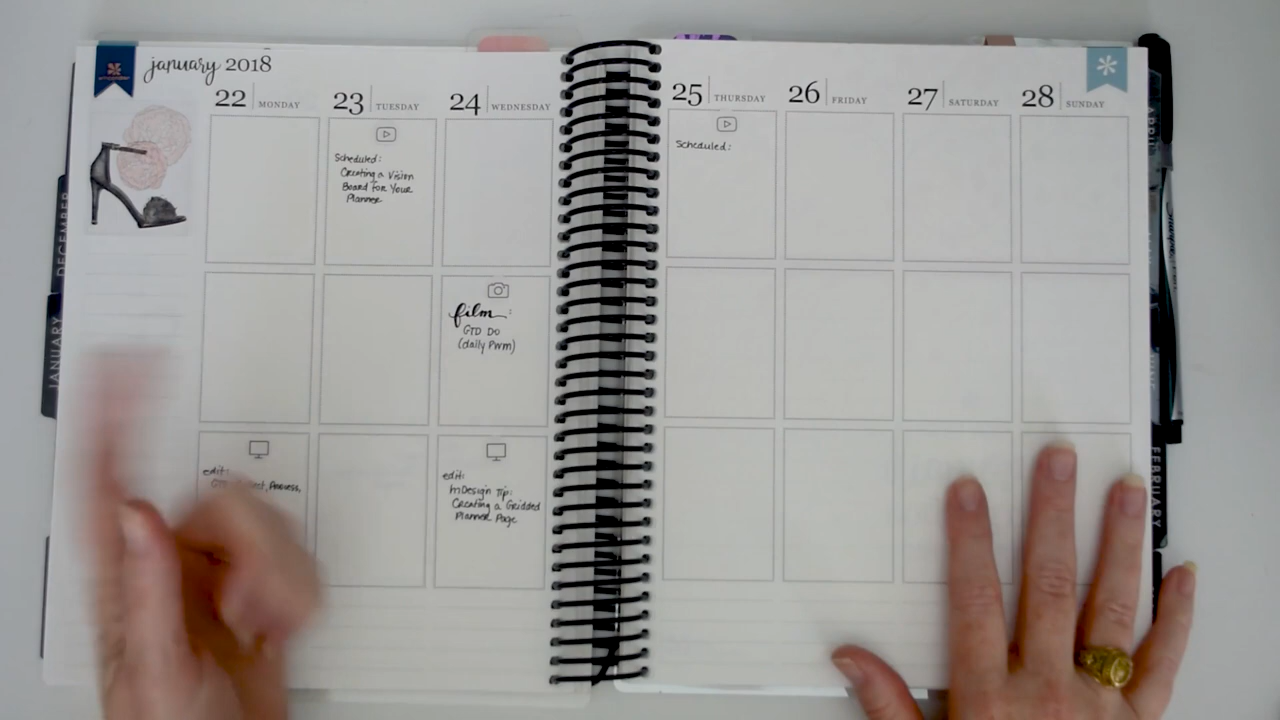 january 2018
22 MONDAY
23 TUESDAY
24 WEDNESDAY
25 THURSDAY
26 FRIDAY
27 SATURDAY
28 SUNDAY
Scheduled:
Creating a Vision
Board for Your
Planner
Scheduled:
film:
GTD DO
(daily PWM)
edit:
edit:
InDesign Tip:
Creating a Gridded
Planner Page
DECEMBER
JANUARY
APRIL
FEBRUARY